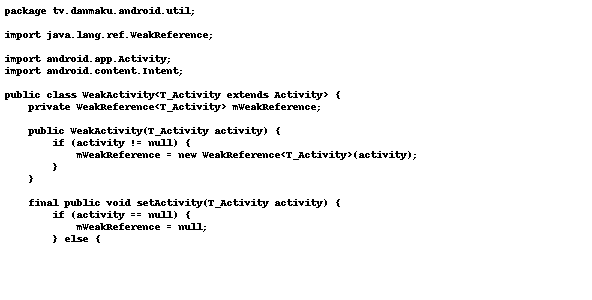 package tv.danmaku.android.util;

import java.lang.ref.WeakReference;

import android.app.Activity;
import android.content.Intent;

public class WeakActivity<T_Activity extends Activity> {
    private WeakReference<T_Activity> mWeakReference;

    public WeakActivity(T_Activity activity) {
        if (activity != null) {
            mWeakReference = new WeakReference<T_Activity>(activity);
        }
    }

    final public void setActivity(T_Activity activity) {
        if (activity == null) {
            mWeakReference = null;
        } else {